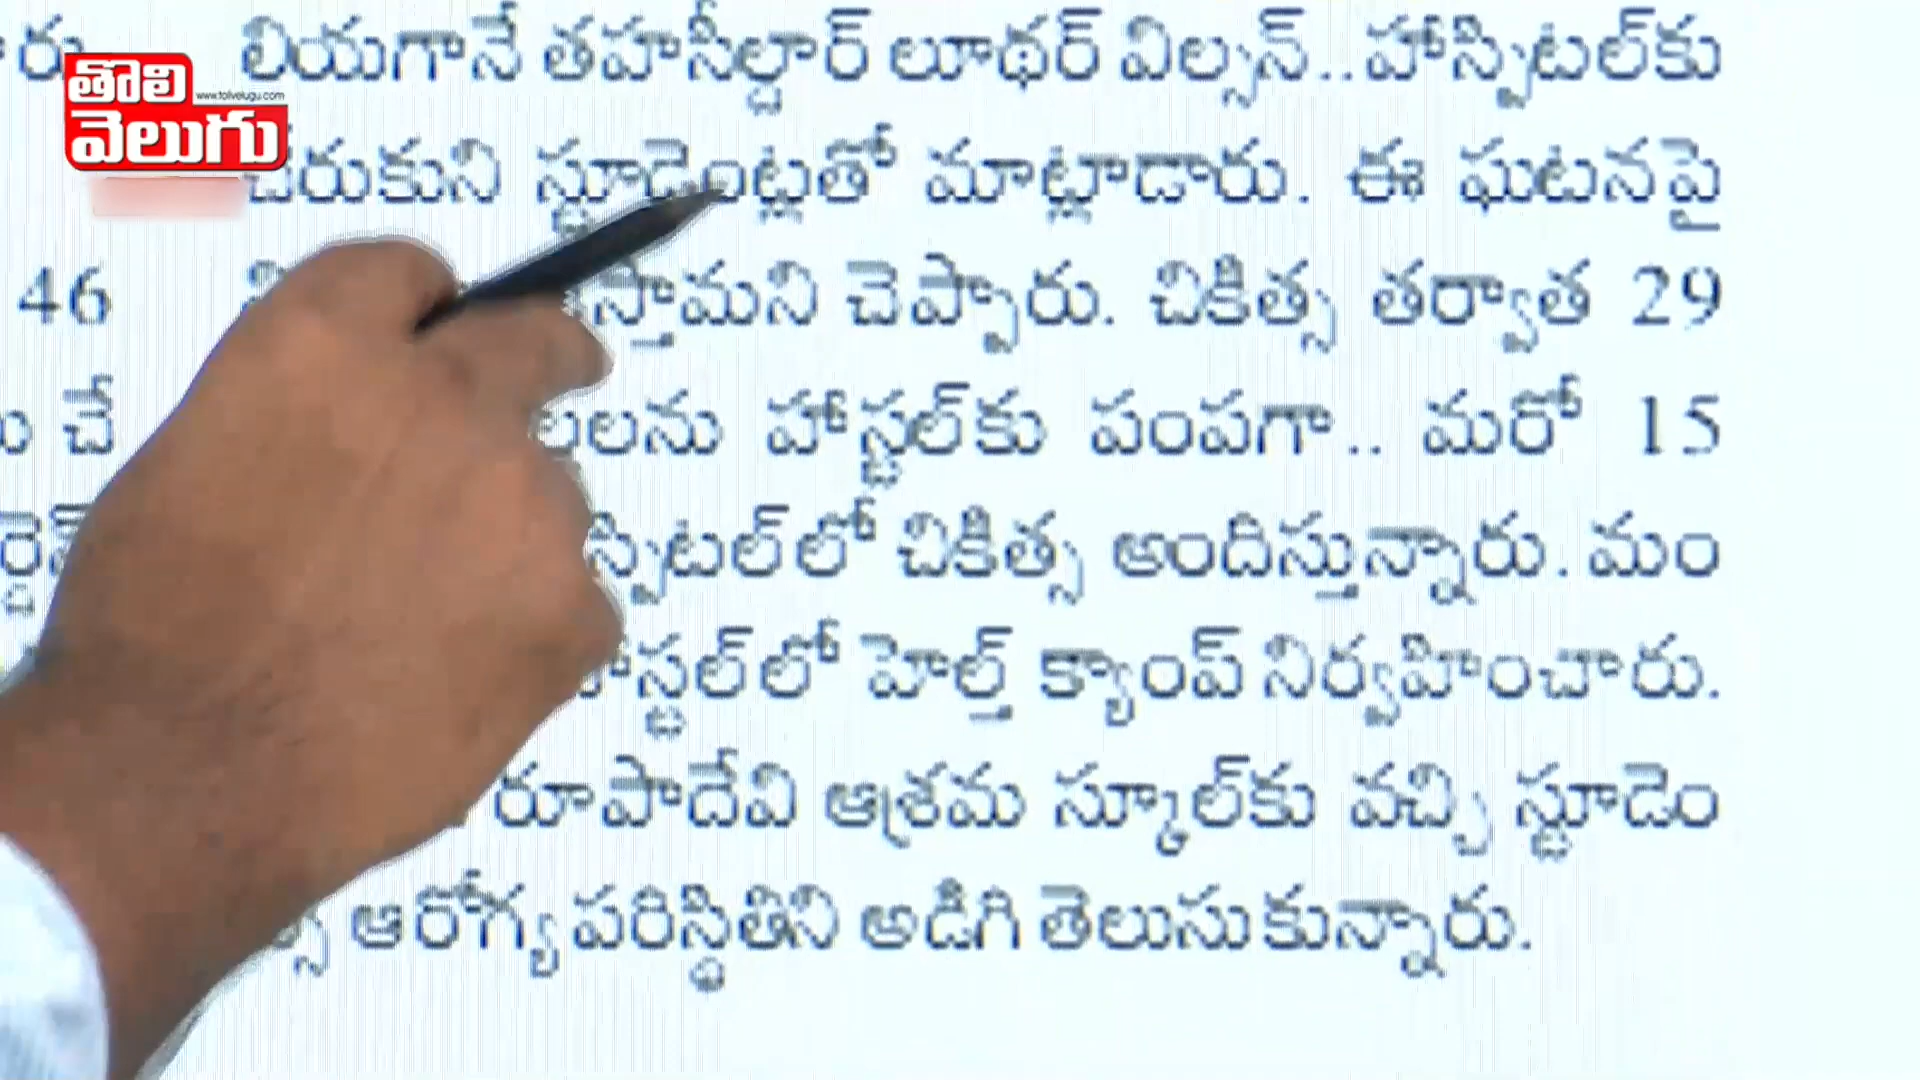 తొలి
వెలుగు
www.tolivelugu.com
లియగానే తహసీల్దార్ లూథర్ విల్సన్..హాస్పిటల్‌కు
చేరుకుని స్టూడెంట్లతో మాట్లాడారు. ఈ ఘటనపై
46
స్తామని చెప్పారు. చికిత్స తర్వాత 29
హాస్టల్‌కు పంపగా.. మరో 15
చే
స్పిటల్‌లో చికిత్స అందిస్తున్నారు. మం
స్టల్‌లో హెల్త్ క్యాంప్ నిర్వహించారు.
రూపాదేవి ఆశ్రమ స్కూల్‌కు వచ్చి స్టూడెం
ఆరోగ్య పరిస్థితిని అడిగి తెలుసుకున్నారు.